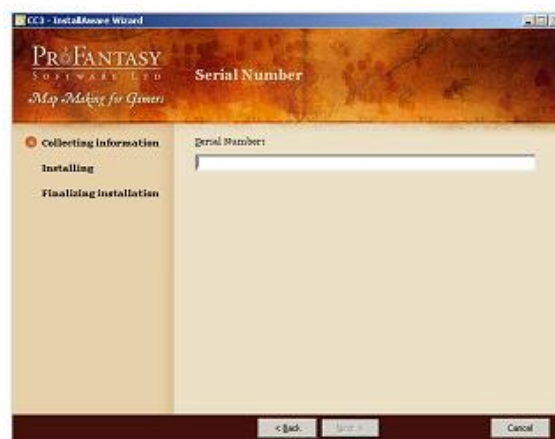 CC3 - InstallAware Wizard
PROFANTASY
SOFTWARE LTD
Map Making for Gamers
Serial Number
Collecting information
Installing
Finalizing installation
Serial Number:
< Back
Next >
Cancel